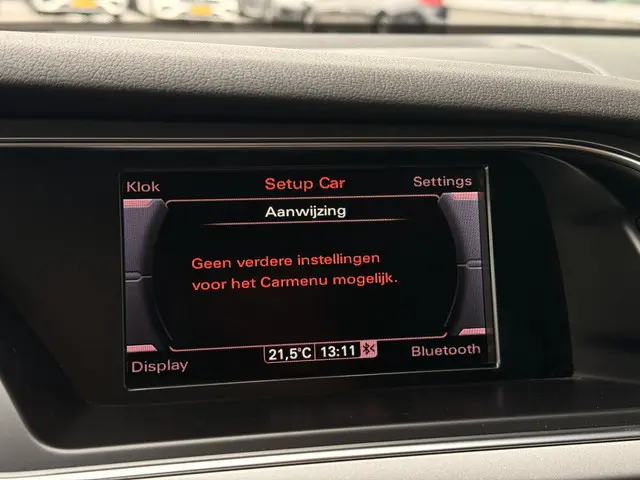 Klok
Setup Car
Settings
Aanwijzing
Geen verdere instellingen
voor het Carmenu mogelijk.
21,5°C 13:11
Display
Bluetooth